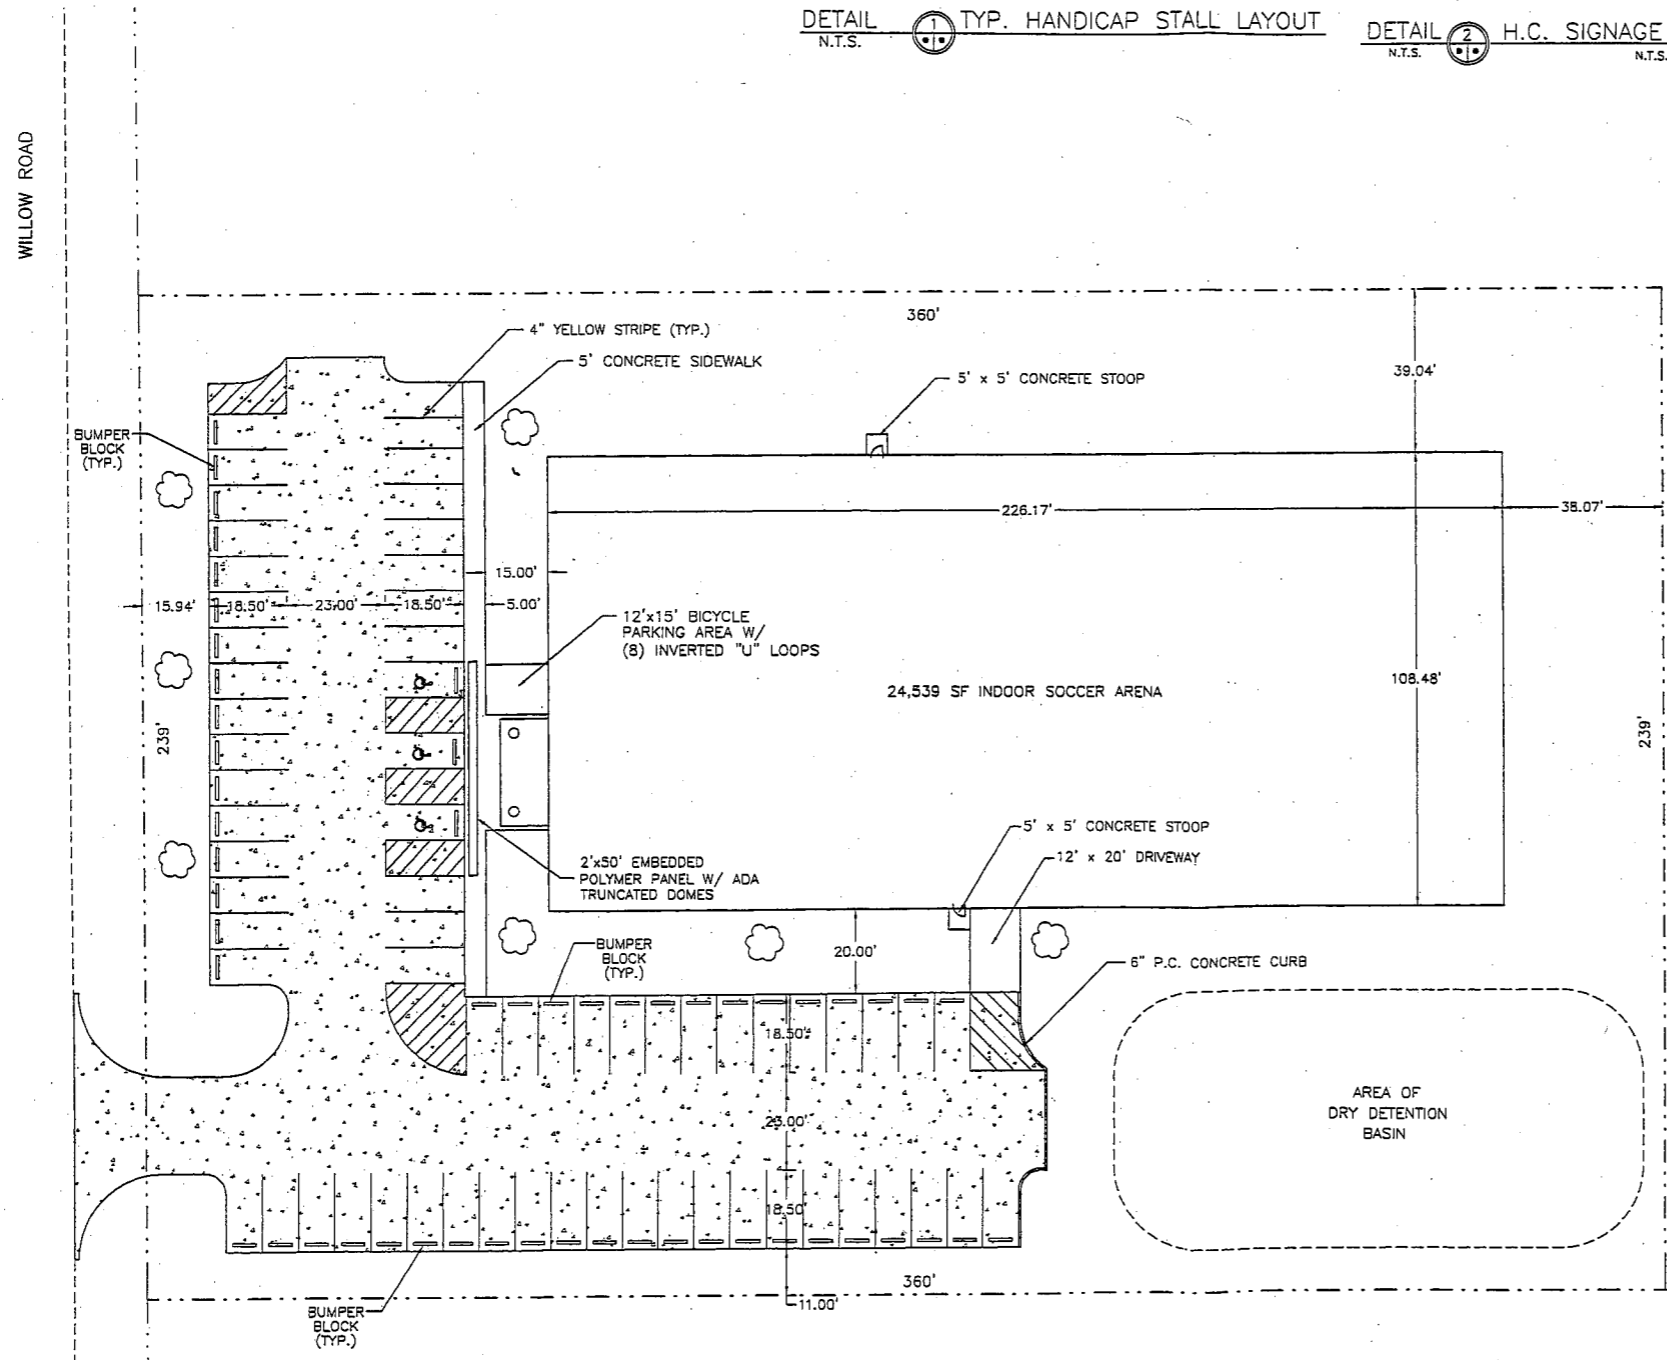 DETAIL 1 TYP. HANDICAP STALL LAYOUT
N.T.S.
DETAIL 2 H.C. SIGNAGE
N.T.S. N.T.S.
WILLOW ROAD
360'
4" YELLOW STRIPE (TYP.)
5' CONCRETE SIDEWALK
5' x 5' CONCRETE STOOP
39.04'
BUMPER
BLOCK
(TYP.)
226.17'
38.07'
15.00'
15.94' 18.50' 23.00' 18.50' 5.00'
12'x15' BICYCLE
PARKING AREA W/
(8) INVERTED "U" LOOPS
24,539 SF INDOOR SOCCER ARENA
108.48'
239'
239'
5' x 5' CONCRETE STOOP
12' x 20' DRIVEWAY
2'x50' EMBEDDED
POLYMER PANEL W/ ADA
TRUNCATED DOMES
BUMPER
BLOCK
(TYP.)
20.00'
6" P.C. CONCRETE CURB
18.50'
23.00'
AREA OF
DRY DETENTION
BASIN
18.50'
360'
11.00'
BUMPER
BLOCK
(TYP.)